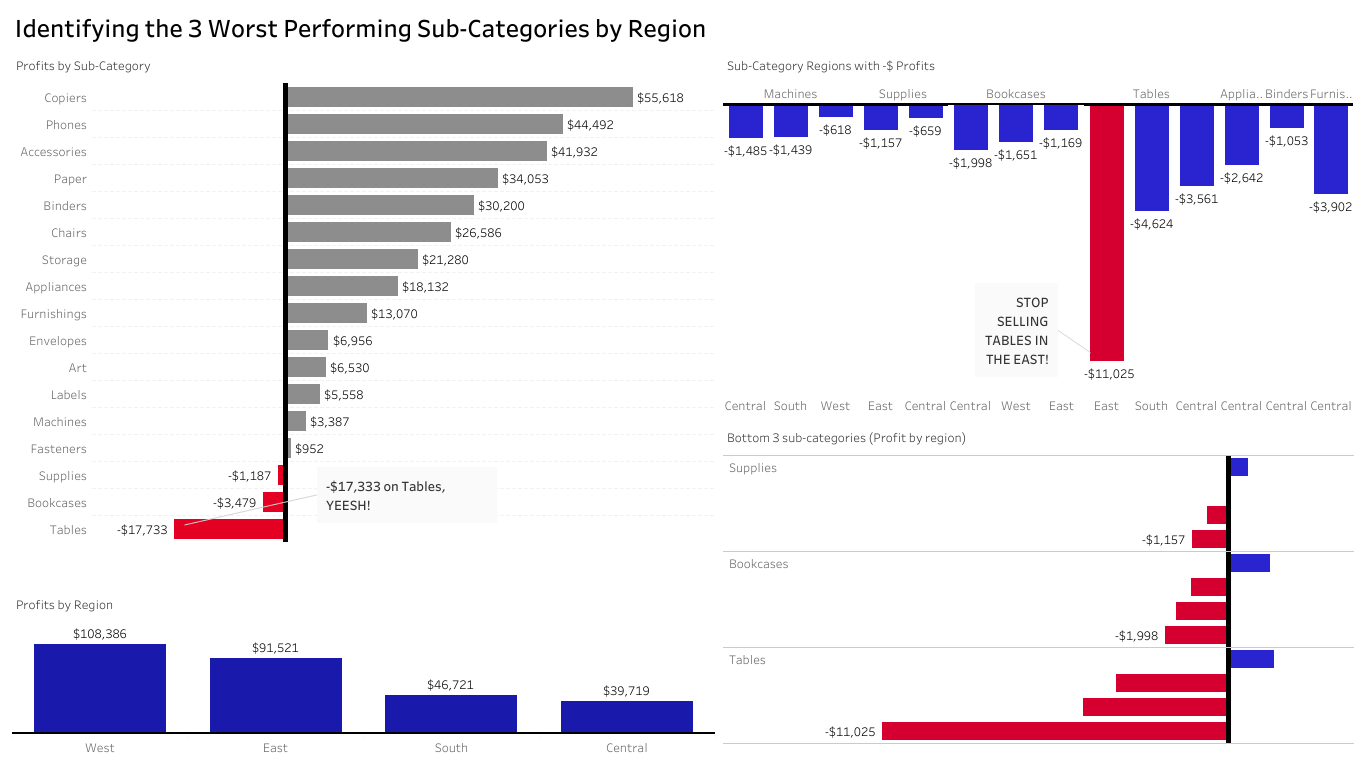 Identifying the 3 Worst Performing Sub-Categories by Region
Profits by Sub-Category
Copiers $55,618
Phones $44,492
Accessories $41,932
Paper $34,053
Binders $30,200
Chairs $26,586
Storage $21,280
Appliances $18,132
Furnishings $13,070
Envelopes $6,956
Art $6,530
Labels $5,558
Machines $3,387
Fasteners $952
Supplies -$1,187
Bookcases -$3,479
Tables -$17,733
-$17,333 on Tables,
YEESH!
Profits by Region
$108,386 $91,521 $46,721 $39,719
West East South Central
Sub-Category Regions with -$ Profits
Machines Supplies Bookcases Tables Applia.. Binders Furnis..
-$1,485 -$1,439 -$618 -$1,157 -$659 -$1,998 -$1,651 -$1,169 -$11,025 -$4,624 -$3,561 -$2,642 -$1,053 -$3,902
STOP
SELLING
TABLES IN
THE EAST!
Central South West East Central Central West East East South Central Central Central Central
Bottom 3 sub-categories (Profit by region)
Supplies
-$1,157
Bookcases
-$1,998
Tables
-$11,025